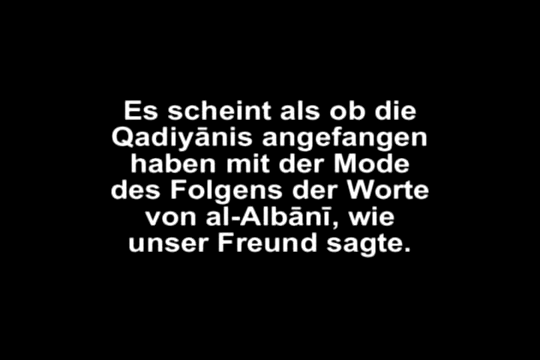 Es scheint als ob die
Qadiyānis angefangen
haben mit der Mode
des Folgens der Worte
von al-Albānī, wie
unser Freund sagte.